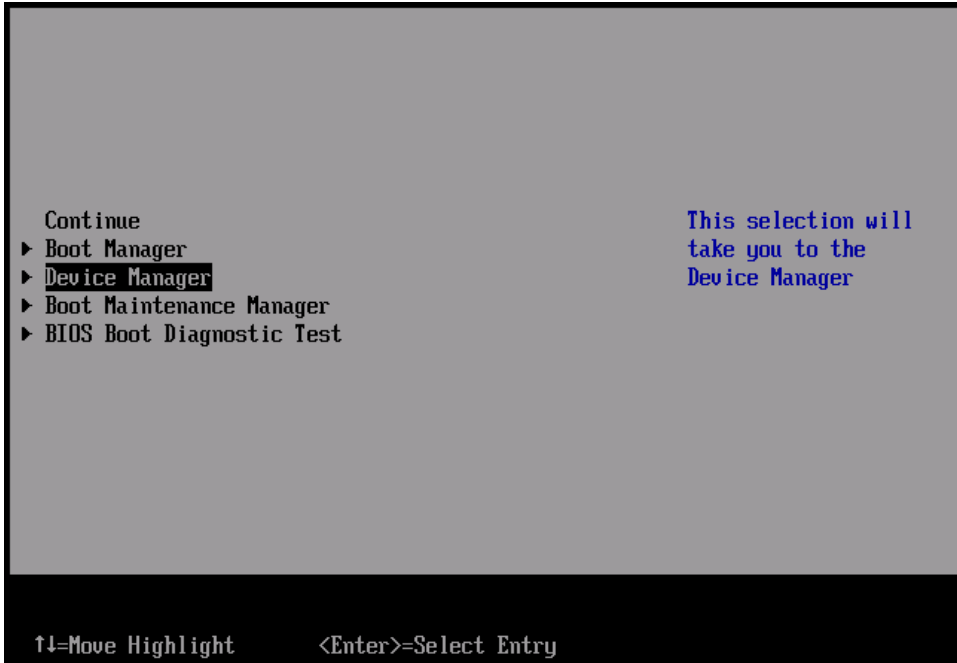 Continue
▶ Boot Manager
▶ Device Manager
▶ Boot Maintenance Manager
▶ BIOS Boot Diagnostic Test
This selection will
take you to the
Device Manager
↑↓=Move Highlight <Enter>=Select Entry